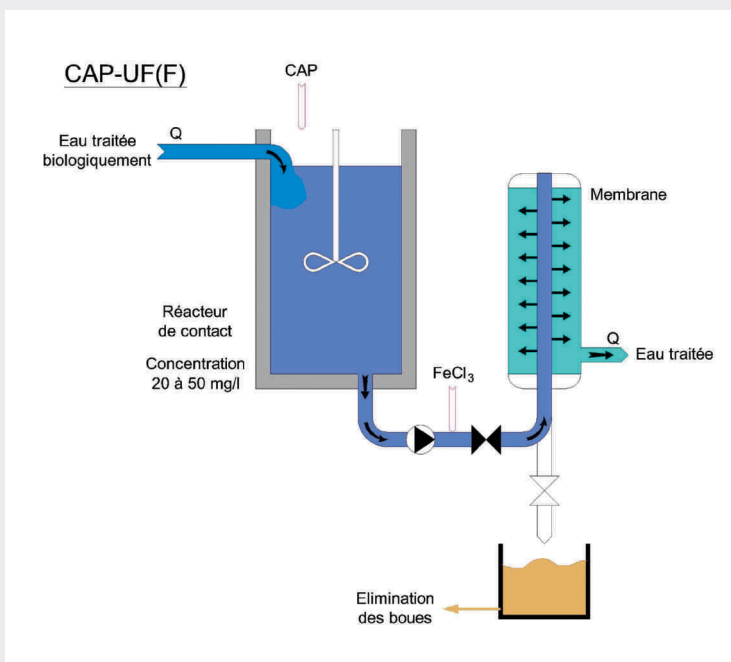 CAP-UF(F)
CAP
Q
Eau traitée
biologiquement
Membrane
Réacteur
de contact
Concentration
20 à 50 mg/l
FeCl₃
Q
Eau traitée
Elimination
des boues